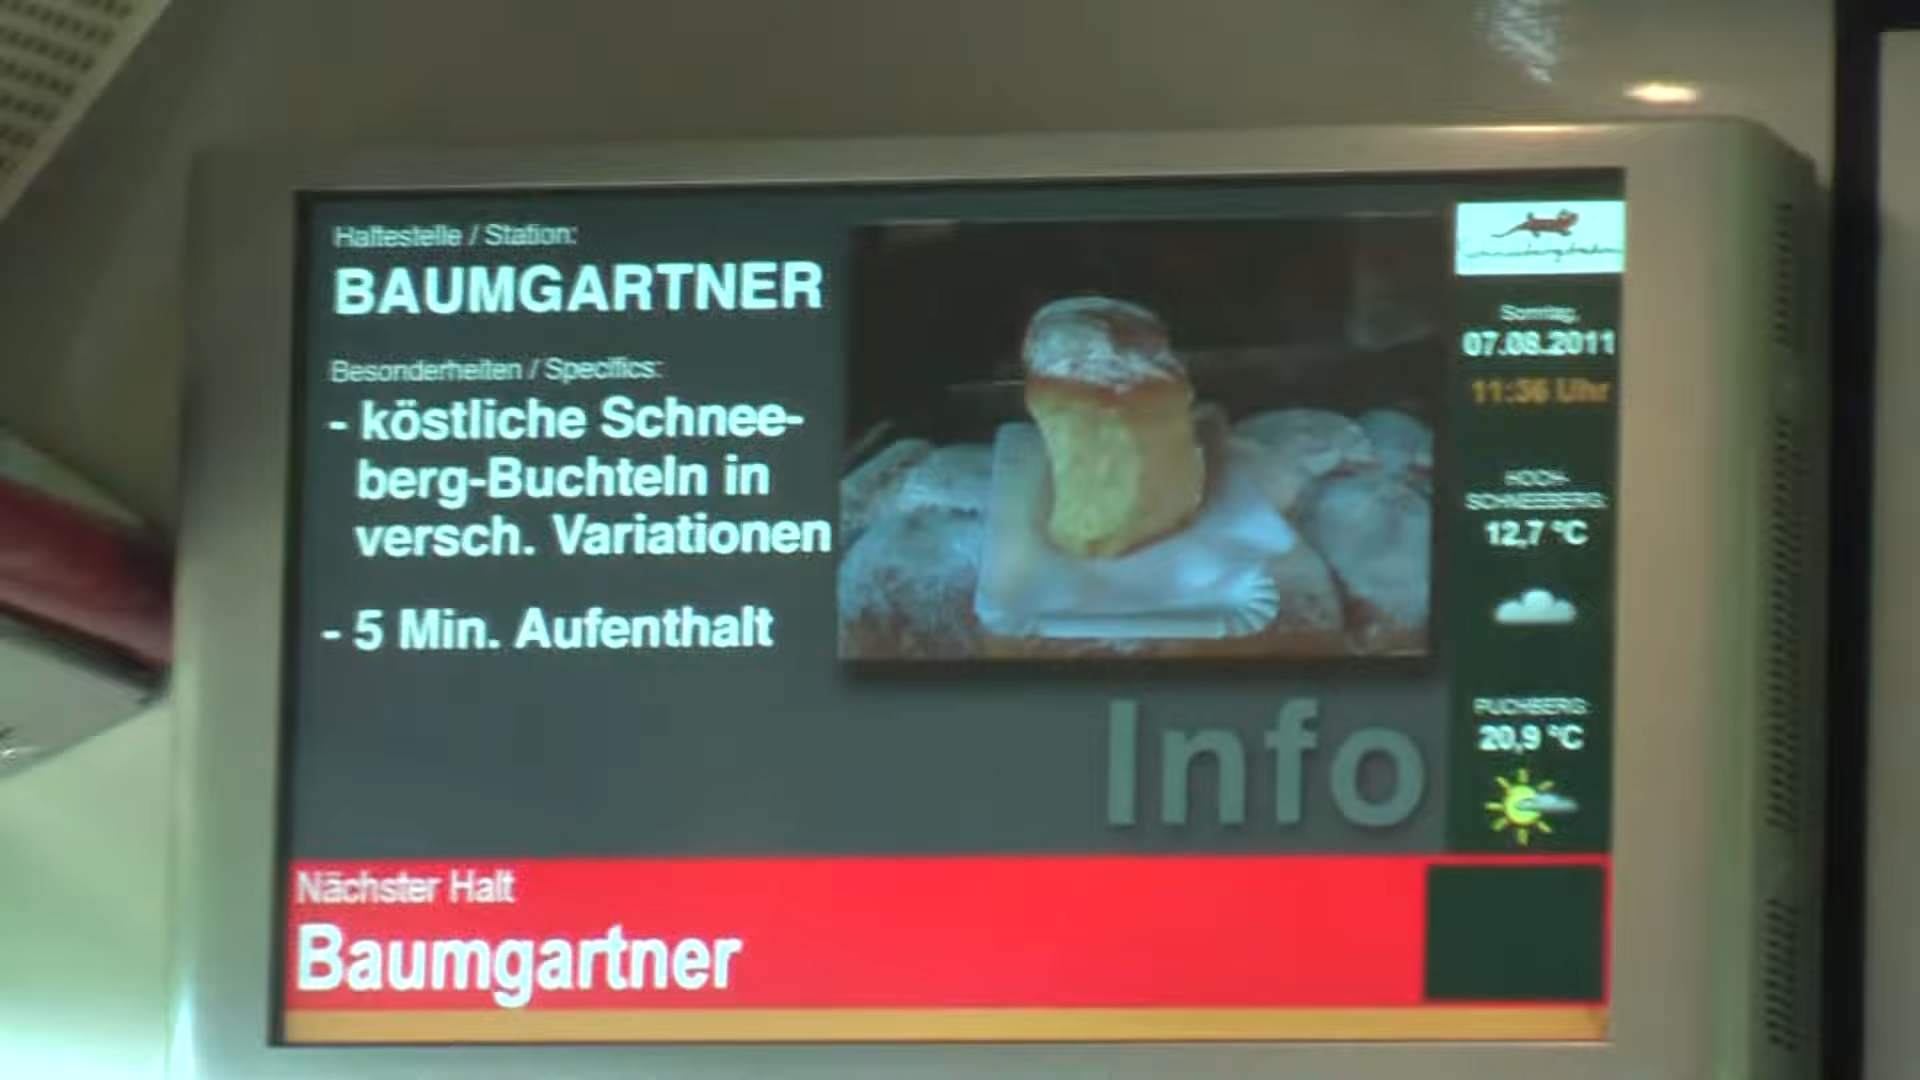 Haltestelle / Station:
BAUMGARTNER
Besonderheiten / Specifics:
- köstliche Schnee-
berg-Buchteln in
versch. Variationen
- 5 Min. Aufenthalt
Info
Sonntag,
07.08.2011
11:36 Uhr
HOCH-
SCHNEEBERG:
12,7 °C
PUCHBERG:
20,9 °C
Nächster Halt
Baumgartner